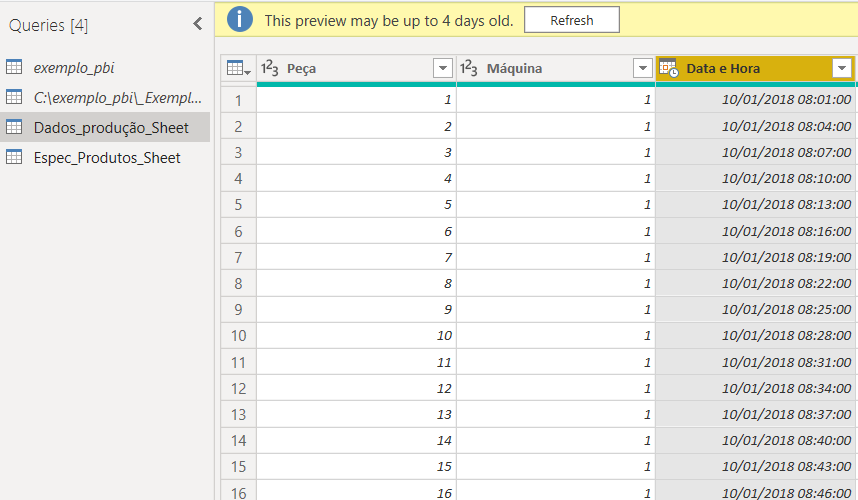 Queries [4]
This preview may be up to 4 days old. Refresh
exemplo_pbi
C:\exemplo_pbi\_Exempl...
Dados_produção_Sheet
Espec_Produtos_Sheet
1²3 Peça 1²3 Máquina Data e Hora
1 1 1 10/01/2018 08:01:00
2 2 1 10/01/2018 08:04:00
3 3 1 10/01/2018 08:07:00
4 4 1 10/01/2018 08:10:00
5 5 1 10/01/2018 08:13:00
6 6 1 10/01/2018 08:16:00
7 7 1 10/01/2018 08:19:00
8 8 1 10/01/2018 08:22:00
9 9 1 10/01/2018 08:25:00
10 10 1 10/01/2018 08:28:00
11 11 1 10/01/2018 08:31:00
12 12 1 10/01/2018 08:34:00
13 13 1 10/01/2018 08:37:00
14 14 1 10/01/2018 08:40:00
15 15 1 10/01/2018 08:43:00
16 16 1 10/01/2018 08:46:00